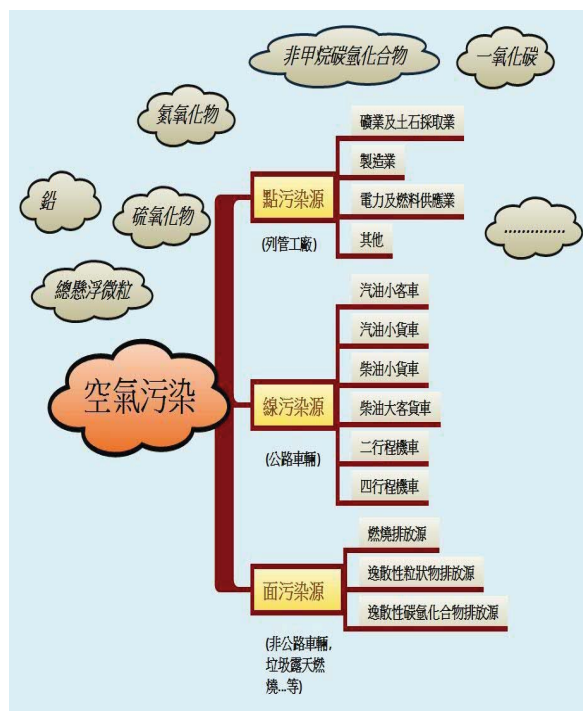 非甲烷碳氫化合物
一氧化碳
氮氧化物
鉛
硫氧化物
總懸浮微粒
..............
空氣污染
點污染源
(列管工廠)
礦業及土石採取業
製造業
電力及燃料供應業
其他
線污染源
(公路車輛)
汽油小客車
汽油小貨車
柴油小貨車
柴油大客貨車
二行程機車
四行程機車
面污染源
(非公路車輛,
垃圾露天燃
燒...等)
燃燒排放源
逸散性粒狀物排放源
逸散性碳氫化合物排放源